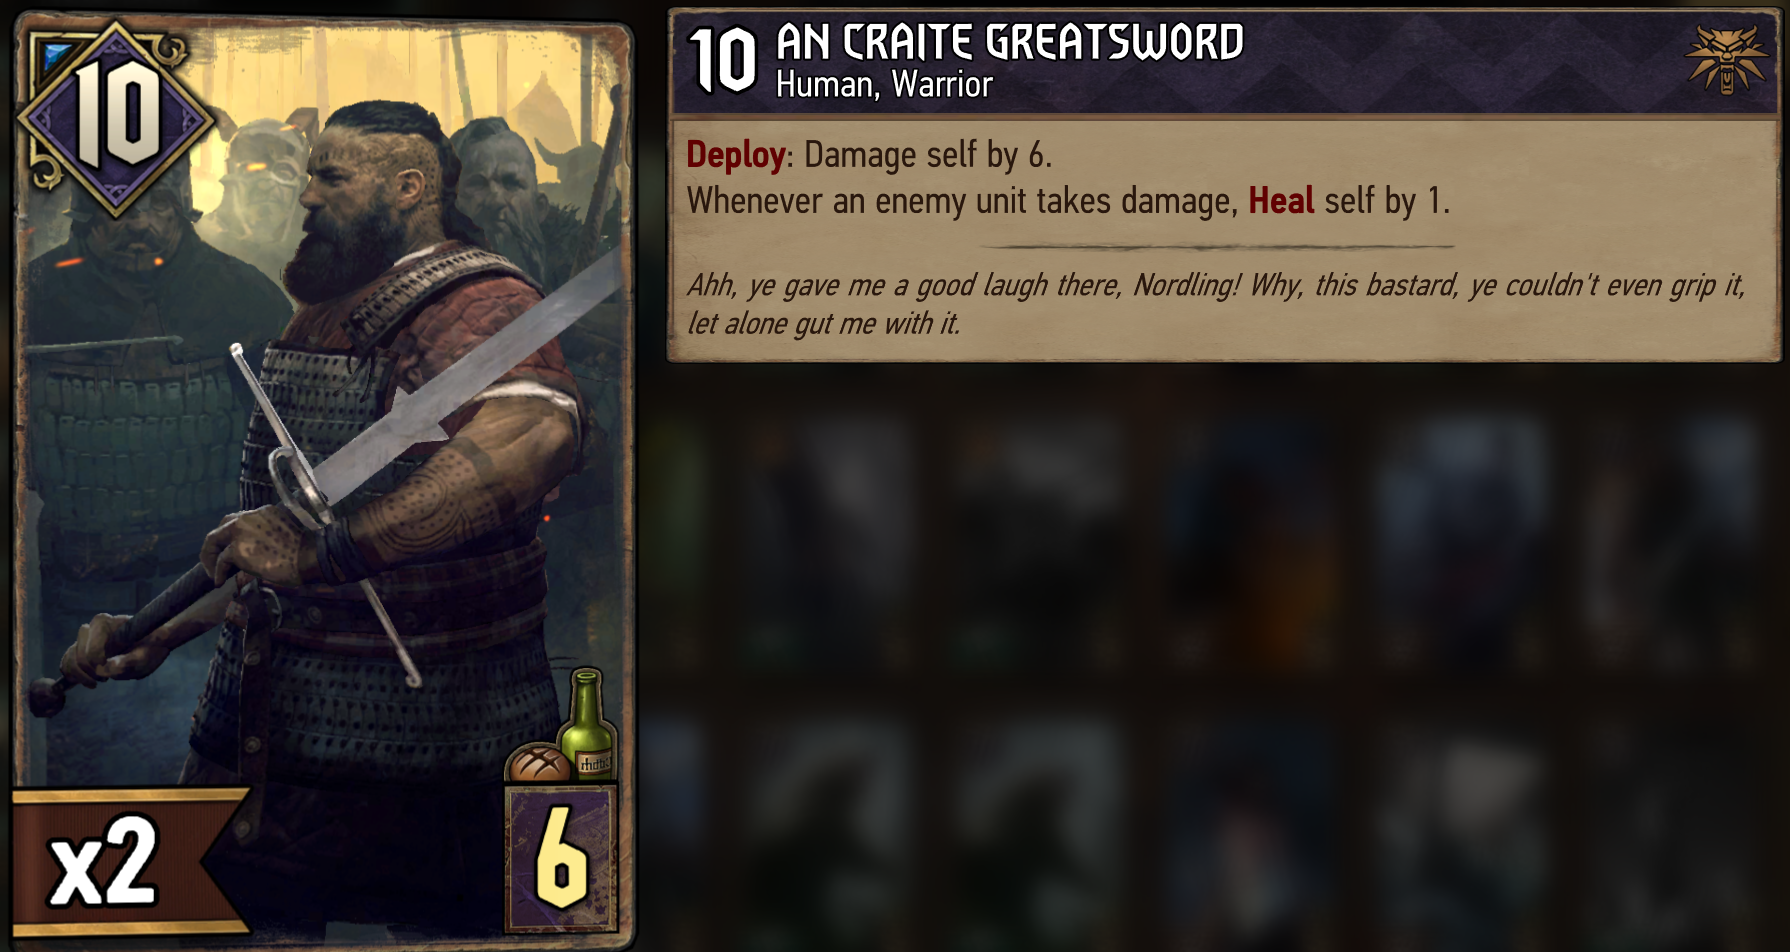 10
x2
6
10 AN CRAITE GREATSWORD
Human, Warrior
Deploy: Damage self by 6.
Whenever an enemy unit takes damage, Heal self by 1.
Ahh, ye gave me a good laugh there, Nordling! Why, this bastard, ye couldn't even grip it,
let alone gut me with it.